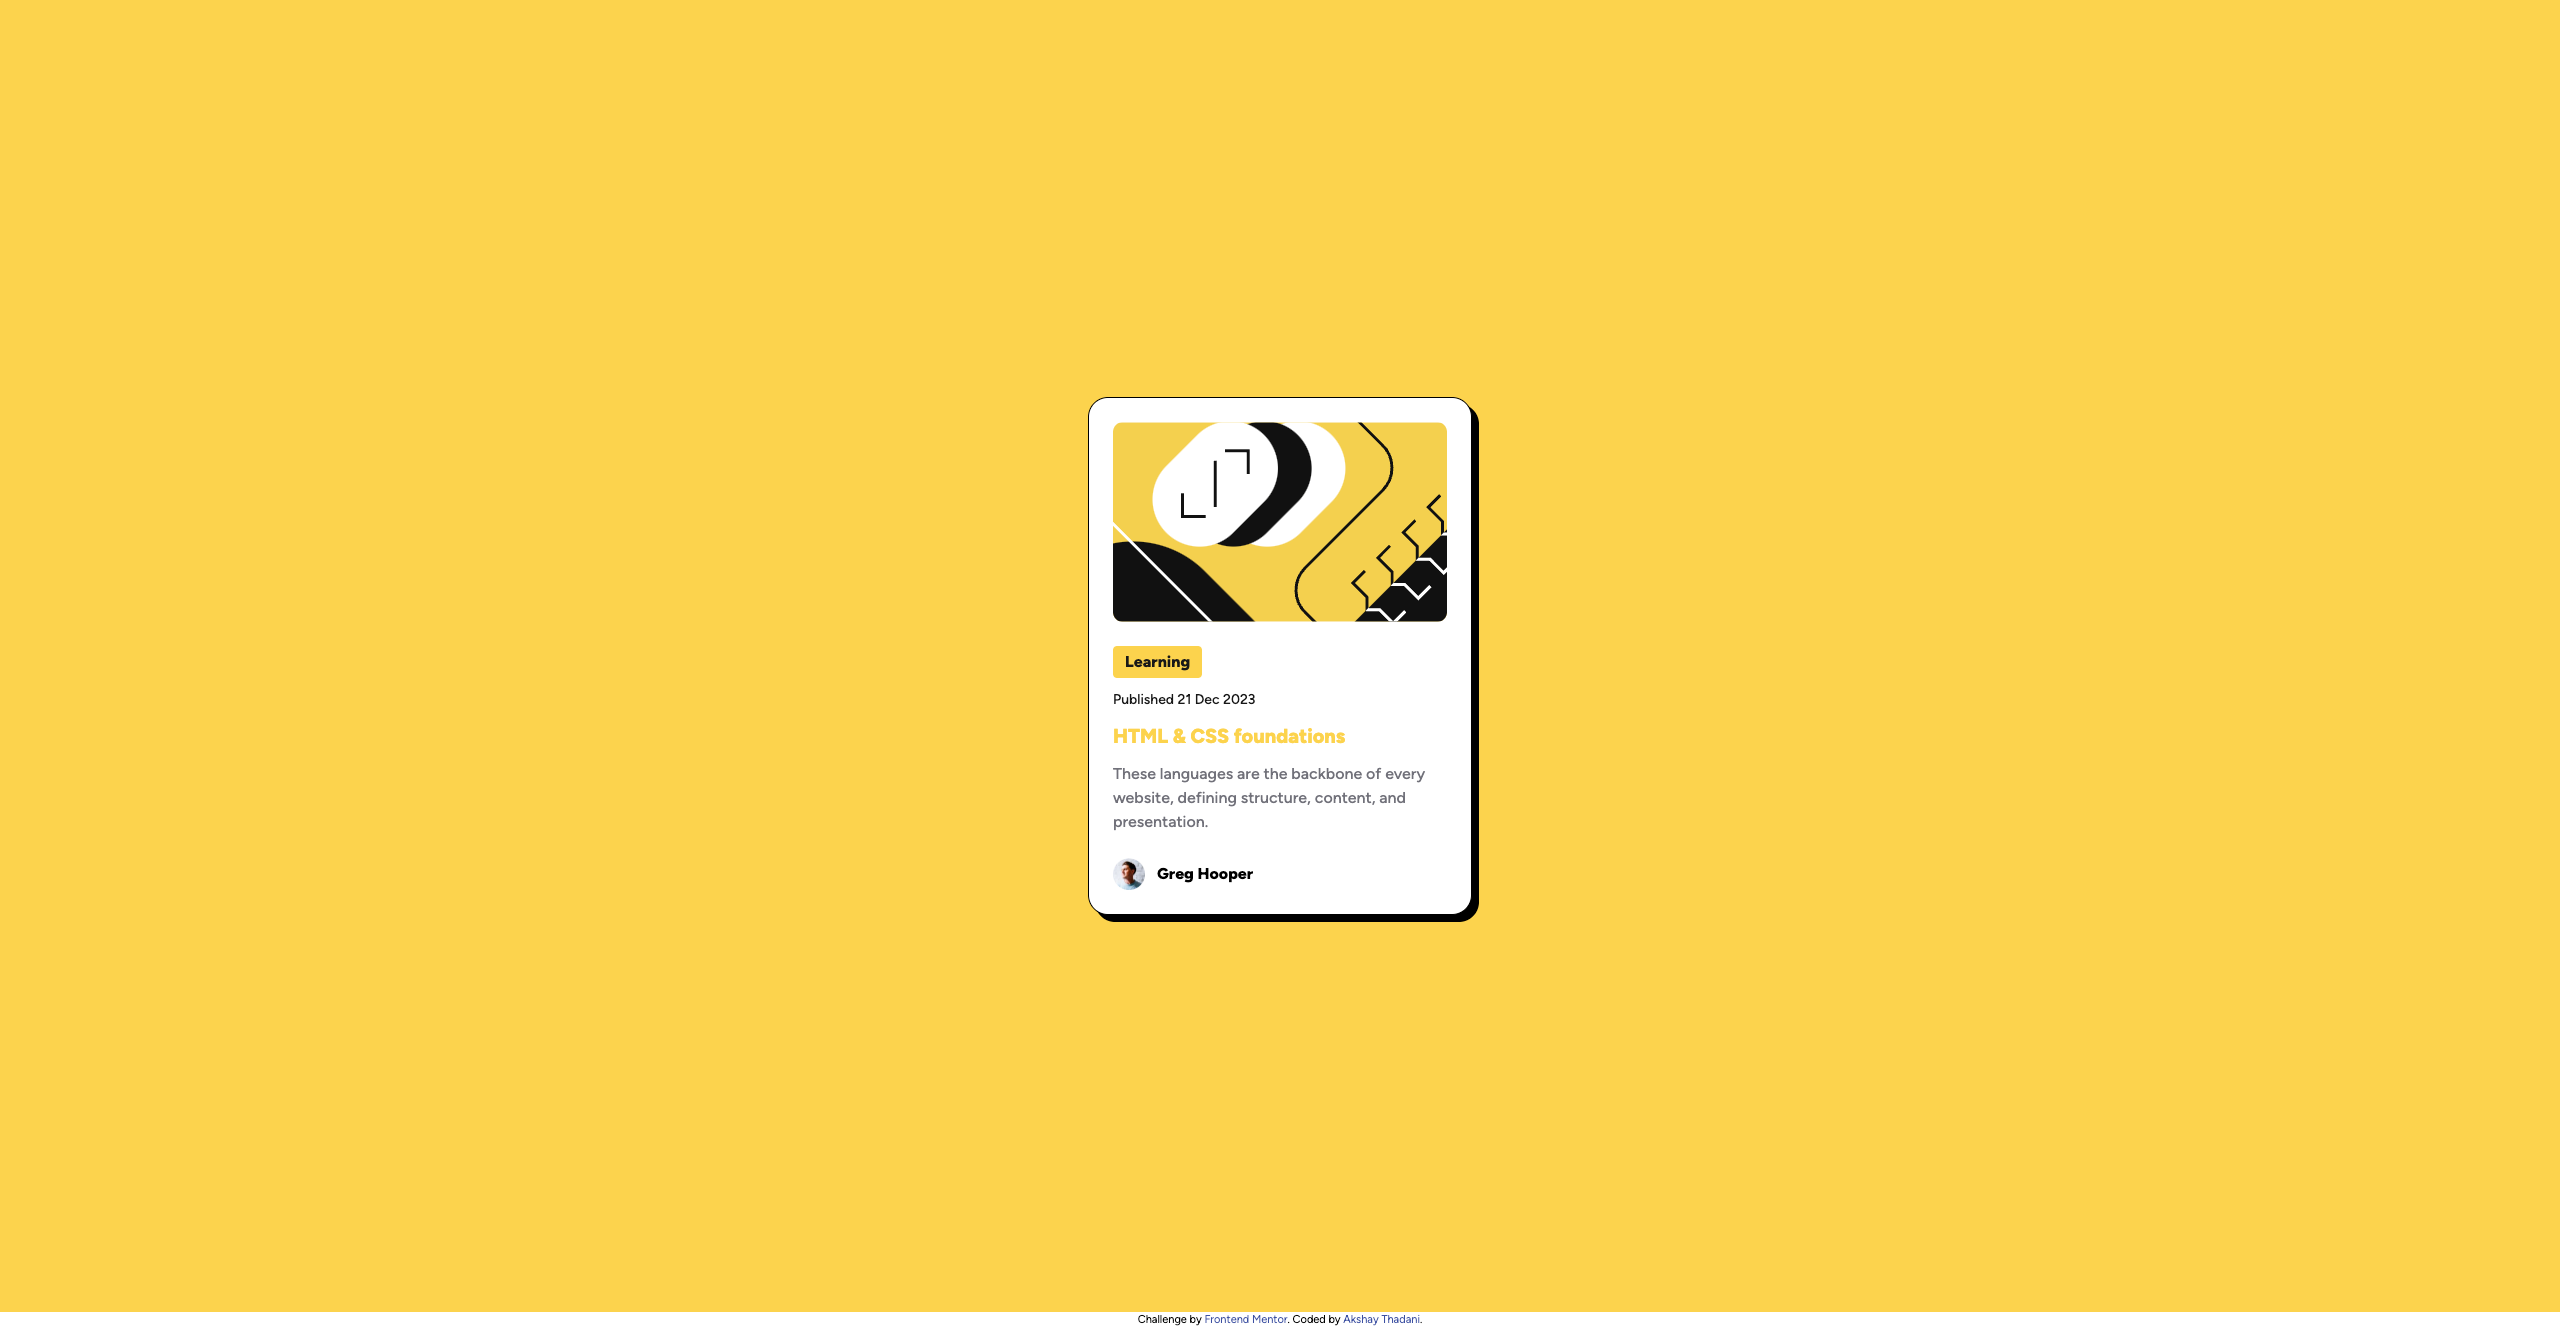 Learning
Published 21 Dec 2023
HTML & CSS foundations
These languages are the backbone of every
website, defining structure, content, and
presentation.
Greg Hooper
Challenge by Frontend Mentor. Coded by Akshay Thadani.